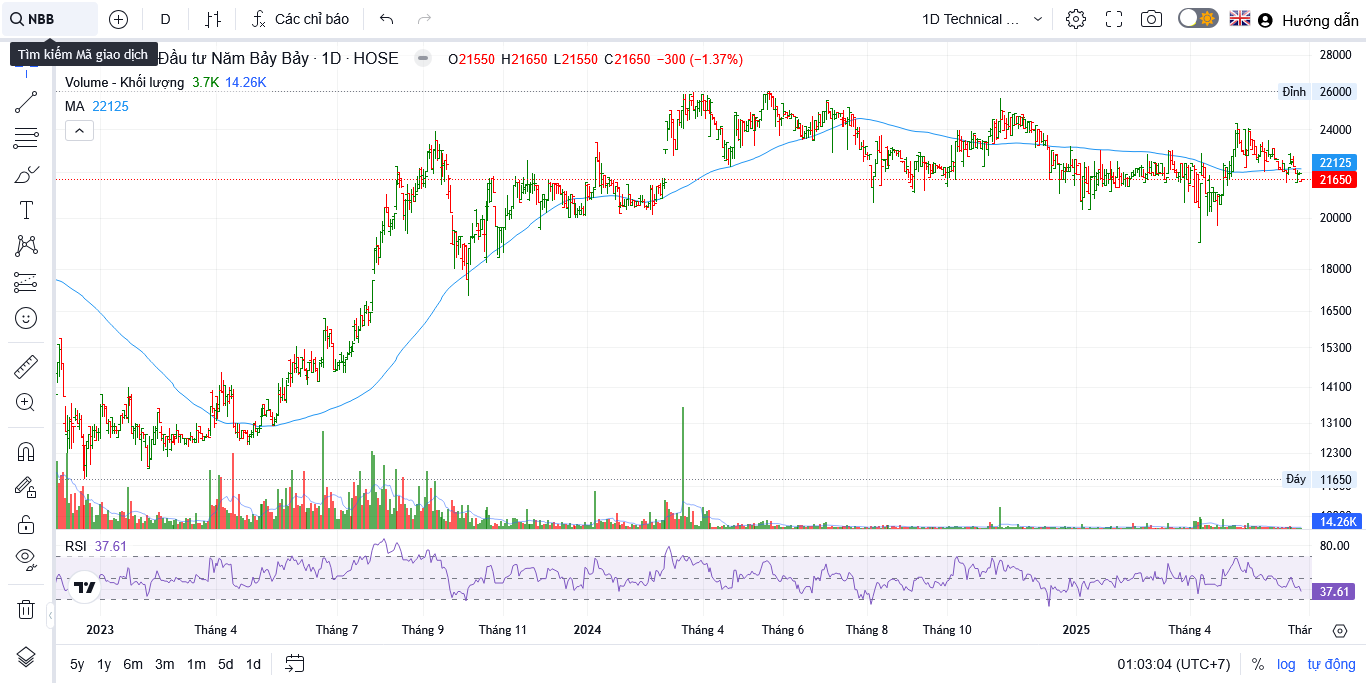 NBB D Các chỉ báo 1D Technical ... Hướng dẫn
Tìm kiếm Mã giao dịch
Đầu tư Năm Bảy Bảy · 1D · HOSE O21550 H21650 L21550 C21650 −300 (−1.37%)
Volume - Khối lượng 3.7K 14.26K
MA 22125
28000
Đỉnh 26000
24000
22125
21650
20000
18000
16500
15300
14100
13100
12300
Đáy 11650
14.26K
RSI 37.61
80.00
37.61
2023 Tháng 4 Tháng 7 Tháng 9 Tháng 11 2024 Tháng 4 Tháng 6 Tháng 8 Tháng 10 2025 Tháng 4 Thár
5y 1y 6m 3m 1m 5d 1d 01:03:04 (UTC+7) % log tự động